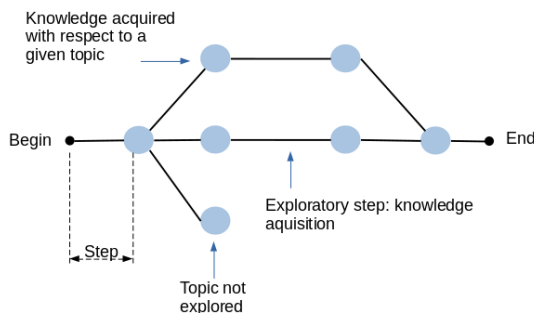 Knowledge acquired
with respect to a
given topic
Begin
End
Exploratory step: knowledge
aquisition
Step
Topic not
explored